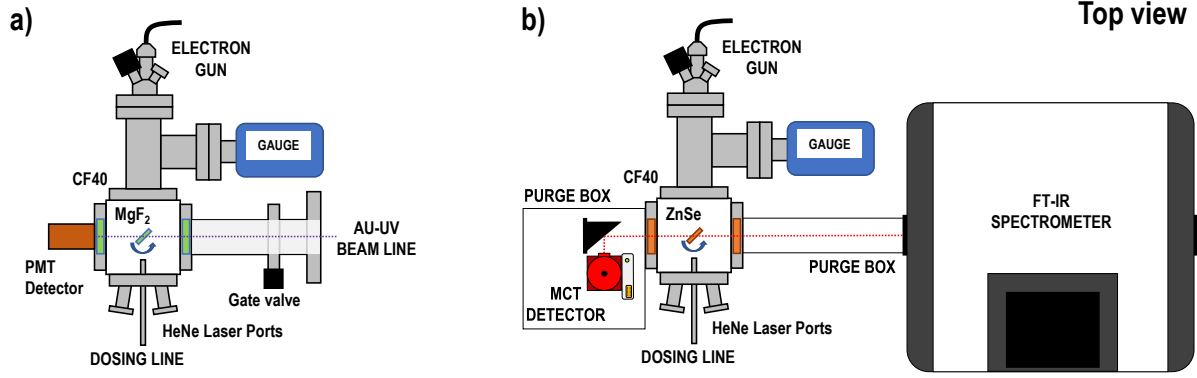 a)
ELECTRON
GUN
GAUGE
CF40
MgF₂
AU-UV
BEAM LINE
PMT
Detector
Gate valve
HeNe Laser Ports
DOSING LINE
b)
Top view
ELECTRON
GUN
GAUGE
CF40
PURGE BOX
ZnSe
FT-IR
SPECTROMETER
PURGE BOX
MCT
DETECTOR
HeNe Laser Ports
DOSING LINE